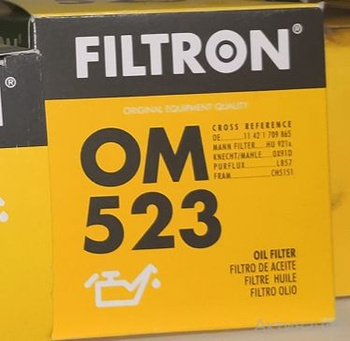 FILTRON®
®
ORIGINAL EQUIPMENT QUALITY
OM
523
CROSS REFERENCE
OE......11 42 1 709 865
MANN FILTER...HU 921x
KNECHT/MAHLE..OX91D
PURFLUX.......L857
FRAM..........CH5151
OIL FILTER
FILTRO DE ACEITE
FILTRE HUILE
FILTRO OLIO